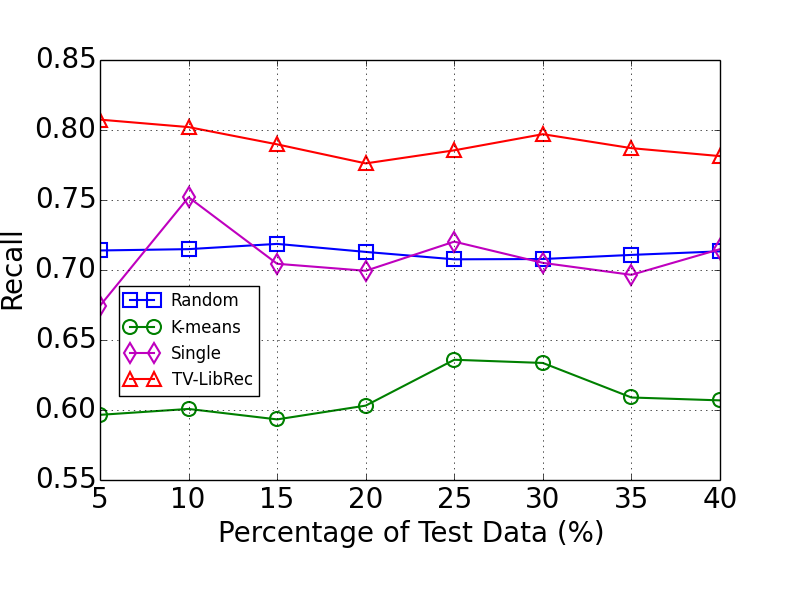 0.85
0.80
0.75
0.70
0.65
0.60
0.55
Recall
Random
K-means
Single
TV-LibRec
5 10 15 20 25 30 35 40
Percentage of Test Data (%)